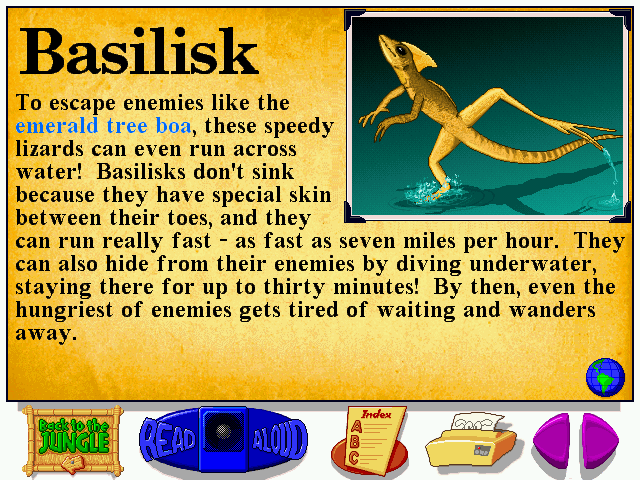 Basilisk
To escape enemies like the
emerald tree boa, these speedy
lizards can even run across
water!  Basilisks don't sink
because they have special skin
between their toes, and they
can run really fast - as fast as seven miles per hour.  They
can also hide from their enemies by diving underwater,
staying there for up to thirty minutes!  By then, even the
hungriest of enemies gets tired of waiting and wanders
away.
Back to the
JUNGLE
READ ALOUD
Index
A
B
C